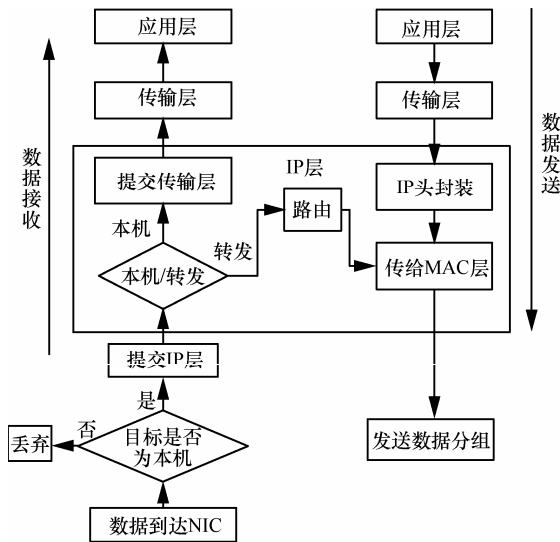 应用层
应用层
传输层
传输层
数据接收
数据发送
IP层
提交传输层
IP头封装
路由
本机
转发
本机/转发
传给MAC层
提交IP层
是
否
丢弃
目标是否
为本机
发送数据分组
数据到达NIC